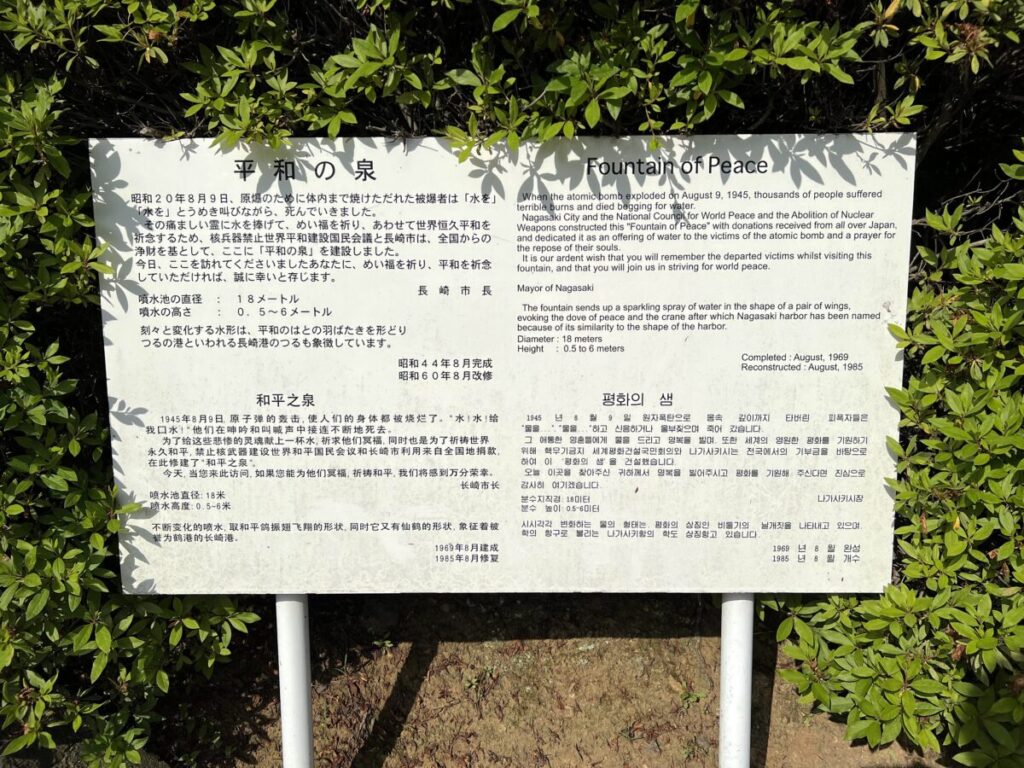 平和の泉
昭和２０年８月９日、原爆のために体内まで焼けただれた被爆者は「水を」
「水を」とうめき叫びながら、死んでいきました。
その痛ましい霊に水を捧げて、めい福を祈り、あわせて世界恒久平和を
祈念するため、核兵器禁止世界平和建設国民会議と長崎市は、全国からの
浄財を基として、ここに「平和の泉」を建設しました。
今日、ここを訪れてくださいましたあなたに、めい福を祈り、平和を祈念
していただければ、誠に幸いと存じます。
長崎市長
噴水池の直径　：　１８メートル
噴水の高さ　：　０．５～６メートル
刻々と変化する水形は、平和のはとの羽ばたきを形どり
つるの港といわれる長崎港のつるも象徴しています。
昭和４４年８月完成
昭和６０年８月改修
Fountain of Peace
When the atomic bomb exploded on August 9, 1945, thousands of people suffered
terrible burns and died begging for water.
Nagasaki City and the National Council for World Peace and the Abolition of Nuclear
Weapons constructed this "Fountain of Peace" with donations received from all over Japan,
and dedicated it as an offering of water to the victims of the atomic bomb and a prayer for
the repose of their souls.
It is our ardent wish that you will remember the departed victims whilst visiting this
fountain, and that you will join us in striving for world peace.
Mayor of Nagasaki
The fountain sends up a sparkling spray of water in the shape of a pair of wings,
evoking the dove of peace and the crane after which Nagasaki harbor has been named
because of its similarity to the shape of the harbor.
Diameter : 18 meters
Height : 0.5 to 6 meters
Completed : August, 1969
Reconstructed : August, 1985
和平之泉
1945年8月9日,原子弹的轰击,使人们的身体都被烧烂了。"水!水!给
我口水!"他们在呻吟和叫喊声中接连不断地死去。
为了给这些悲惨的灵魂献上一杯水,祈求他们冥福,同时也是为了祈祷世界
永久和平,禁止核武器建设世界和平国民会议和长崎市利用来自全国地捐款,
在此修建了"和平之泉"。
今天,当您来此访问,如果您能为他们冥福,祈祷和平,我们将感到万分荣幸。
长崎市长
喷水池直径:18米
喷水高度:0.5~6米
不断变化的喷水,取和平鸽振翅飞翔的形状,同时它又有仙鹤的形状,象征着被
誉为鹤港的长崎港。
1969年8月建成
1985年8月修复
평화의 샘
1945 년 8 월 9 일 원자폭탄으로 몸속 깊이까지 타버린 피폭자들은
"물을...", "물을..."하고 신음하거나 울부짖으며 죽어 갔습니다.
그 애통한 영혼들에게 물을 드리고 명복을 빌며, 또한 세계의 영원한 평화를 기원하기
위해 핵무기금지 세계평화건설국민회의와 나가사키시는 전국에서의 기부금을 바탕으로
하여 이 "평화의 샘"을 건설했습니다.
오늘 이곳을 찾아주신 귀하께서 명복을 빌어주시고 평화를 기원해 주신다면 진심으로
감사히 여기겠습니다.
나가사키시장
분수지직경: 18미터
분수 높이: 0.5-6미터
시시각각 변화하는 물의 형태는, 평화의 상징인 비둘기의 날개짓을 나타내고 있으며,
학의 항구로 불리는 나가사키항의 학도 상징하고 있습니다.
1969 년 8 월 완성
1985 년 8 월 개수